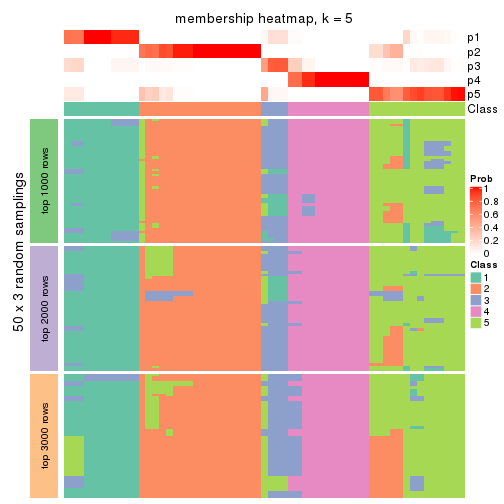 membership heatmap, k = 5
p1
p2
p3
p4
p5
Class
50 x 3 random samplings
top 1000 rows
top 2000 rows
top 3000 rows
Prob
1
0.8
0.6
0.4
0.2
0
Class
1
2
3
4
5